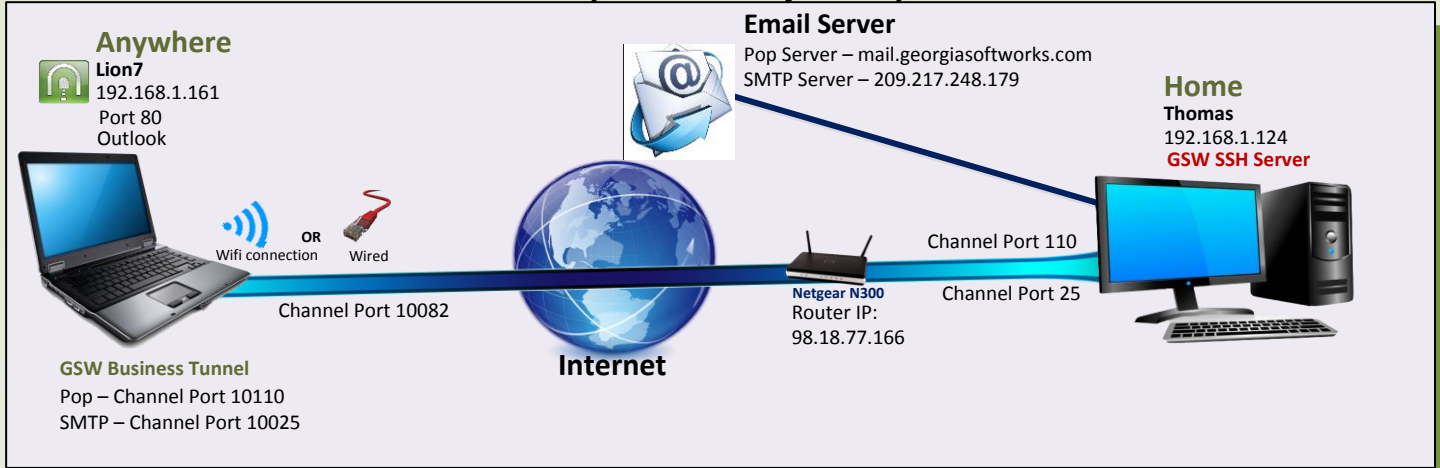 Anywhere
Lion7
192.168.1.161
Port 80
Outlook
Wifi connection
OR
Wired
Channel Port 10082
GSW Business Tunnel
Pop – Channel Port 10110
SMTP – Channel Port 10025
Email Server
Pop Server – mail.georgiasoftworks.com
SMTP Server – 209.217.248.179
@
Internet
Netgear N300
Router IP:
98.18.77.166
Channel Port 110
Channel Port 25
Home
Thomas
192.168.1.124
GSW SSH Server